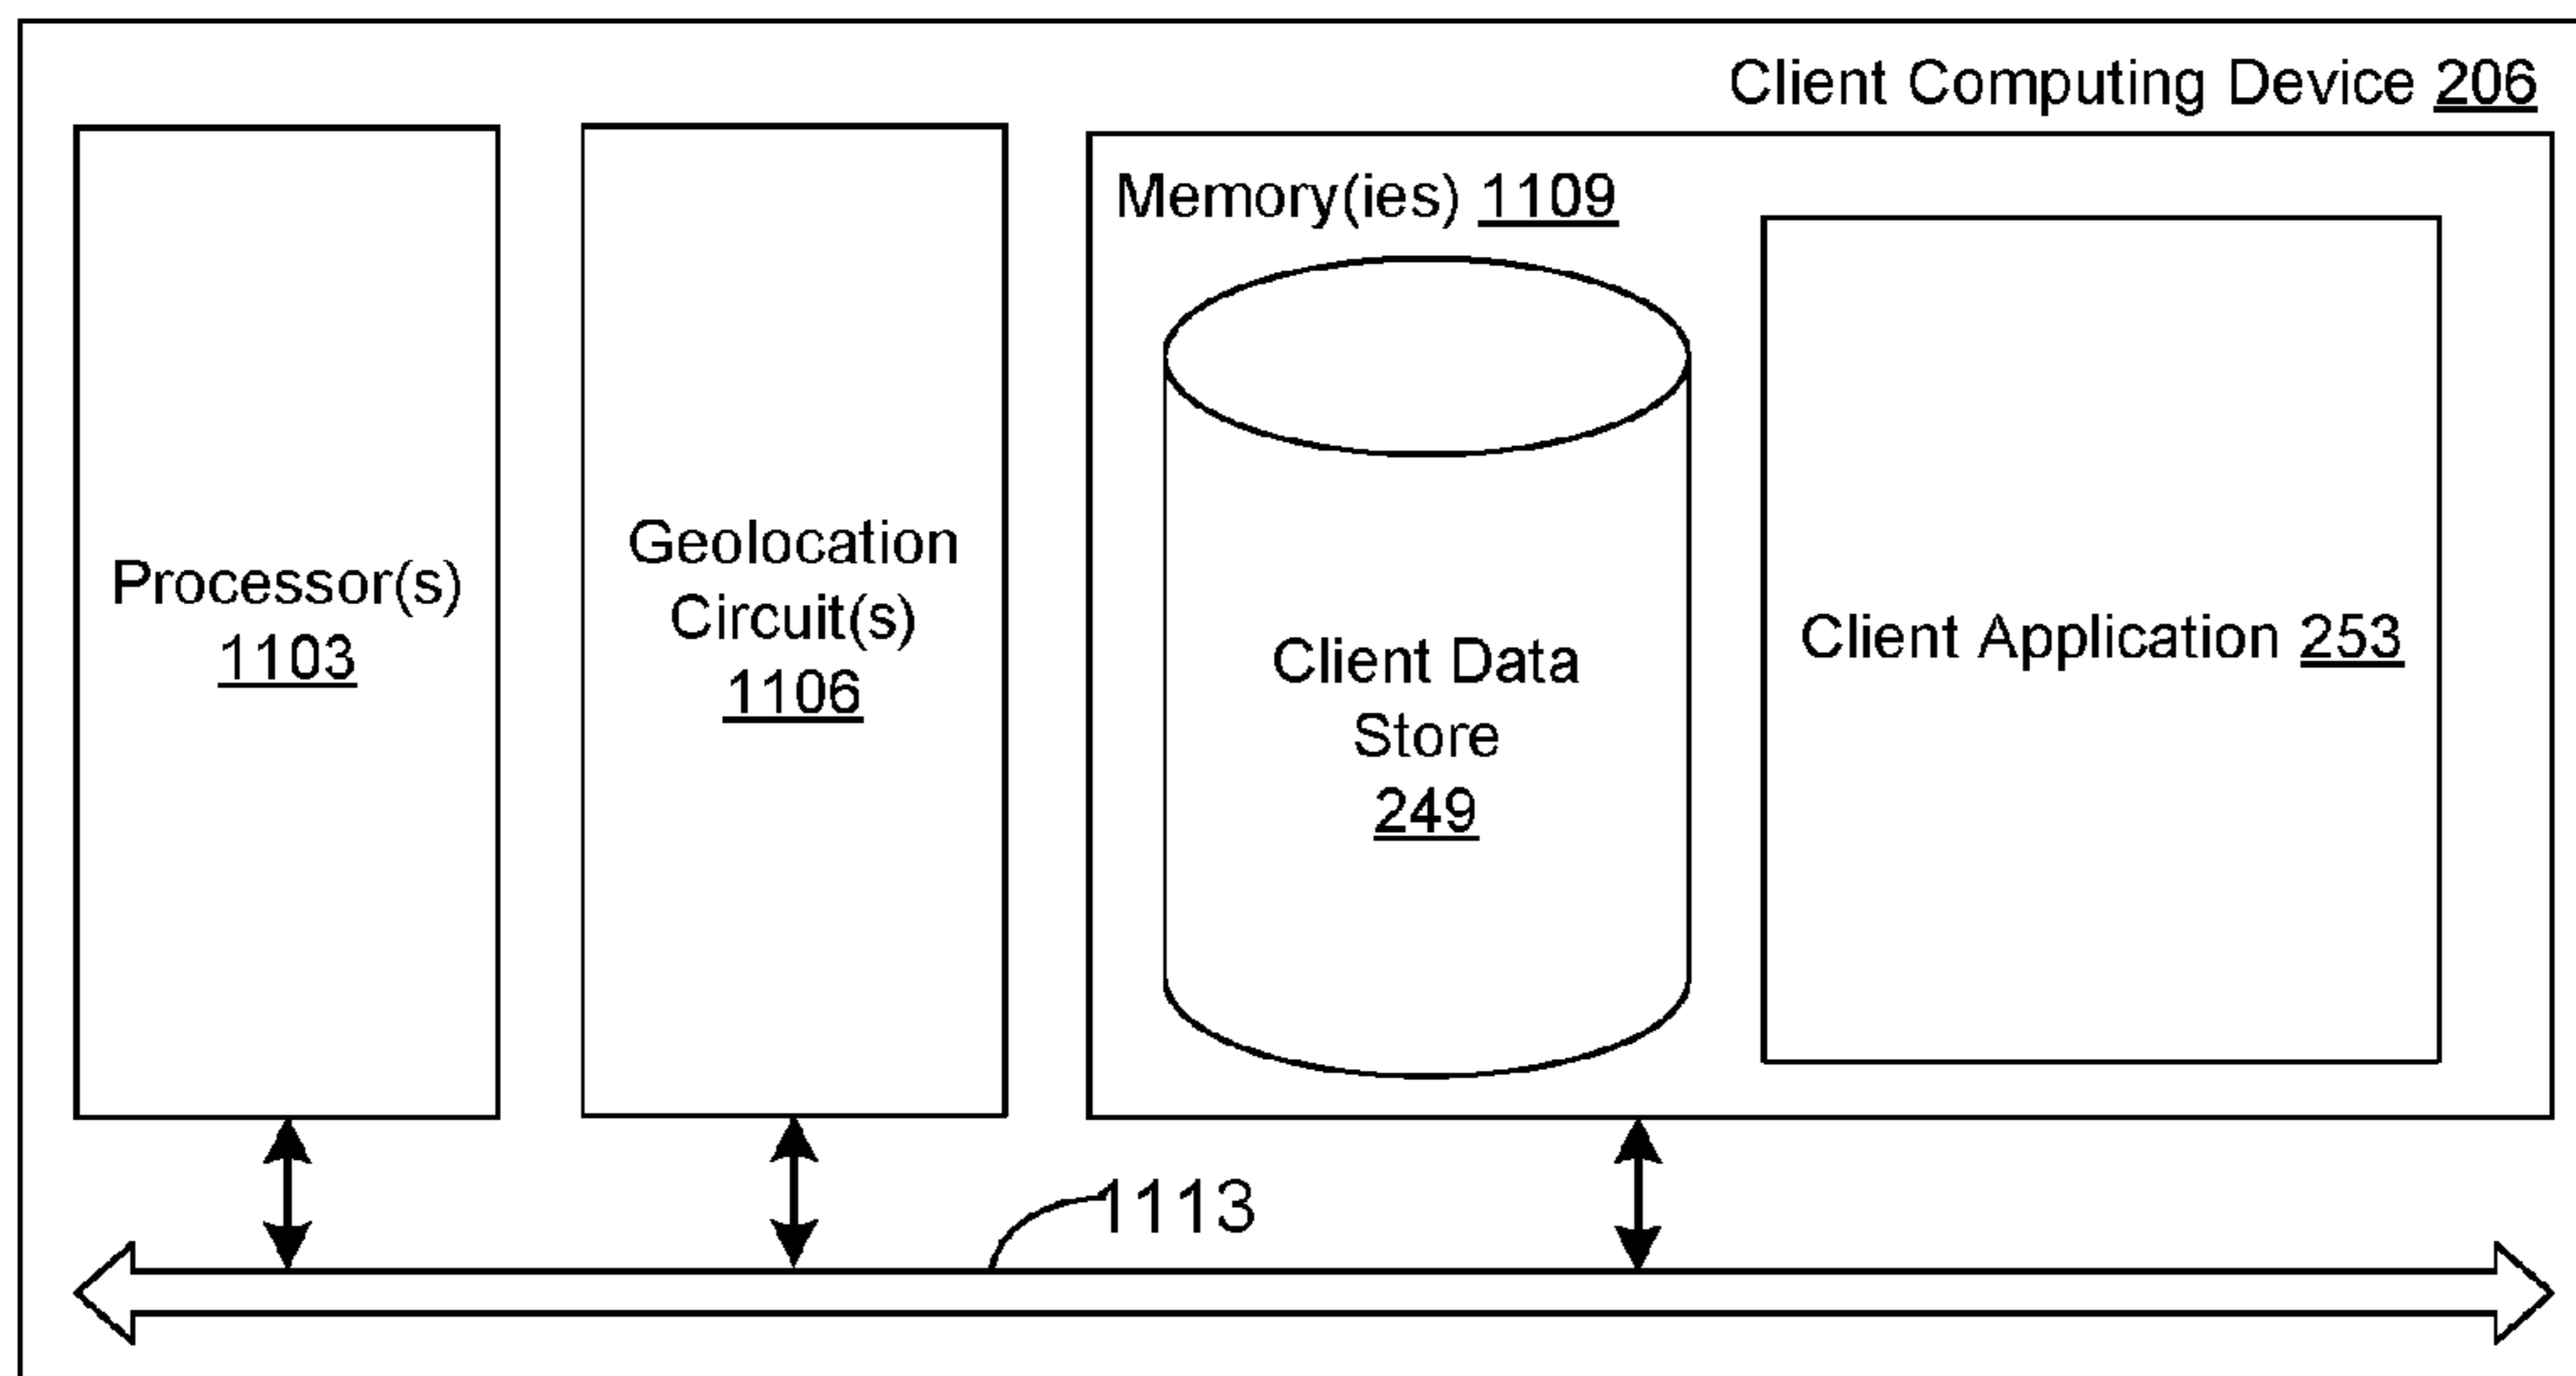 Client Computing Device 206
Processor(s)
1103
Geolocation
Circuit(s)
1106
Memory(ies) 1109
Client Data
Store
249
Client Application 253
1113